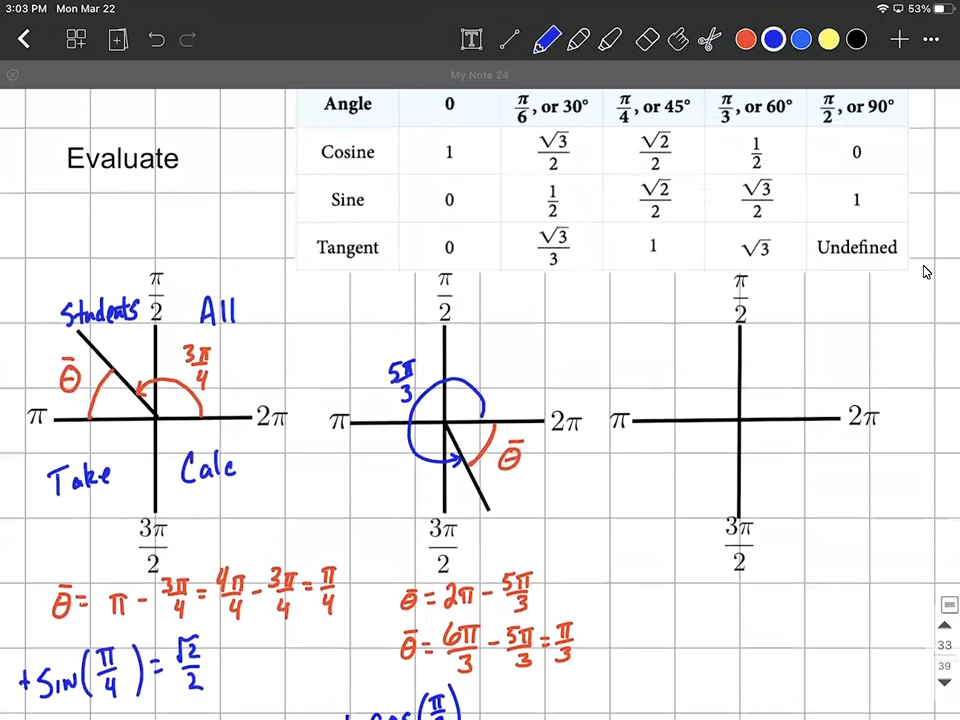 3:03 PM Mon Mar 22
53%
My Note 24
Angle 0 π/6, or 30° π/4, or 45° π/3, or 60° π/2, or 90°
Cosine 1 √3/2 √2/2 1/2 0
Sine 0 1/2 √2/2 √3/2 1
Tangent 0 √3/3 1 √3 Undefined
Evaluate
Students π/2 All
θ̄ 3π/4
π 2π
Take Calc
3π/2
θ̄ = π - 3π/4 = 4π/4 - 3π/4 = π/4
+ sin(π/4) = √2/2
π/2
5π/3
π 2π
θ̄
3π/2
θ̄ = 2π - 5π/3
θ̄ = 6π/3 - 5π/3 = π/3
π/2
π 2π
3π/2
33
39